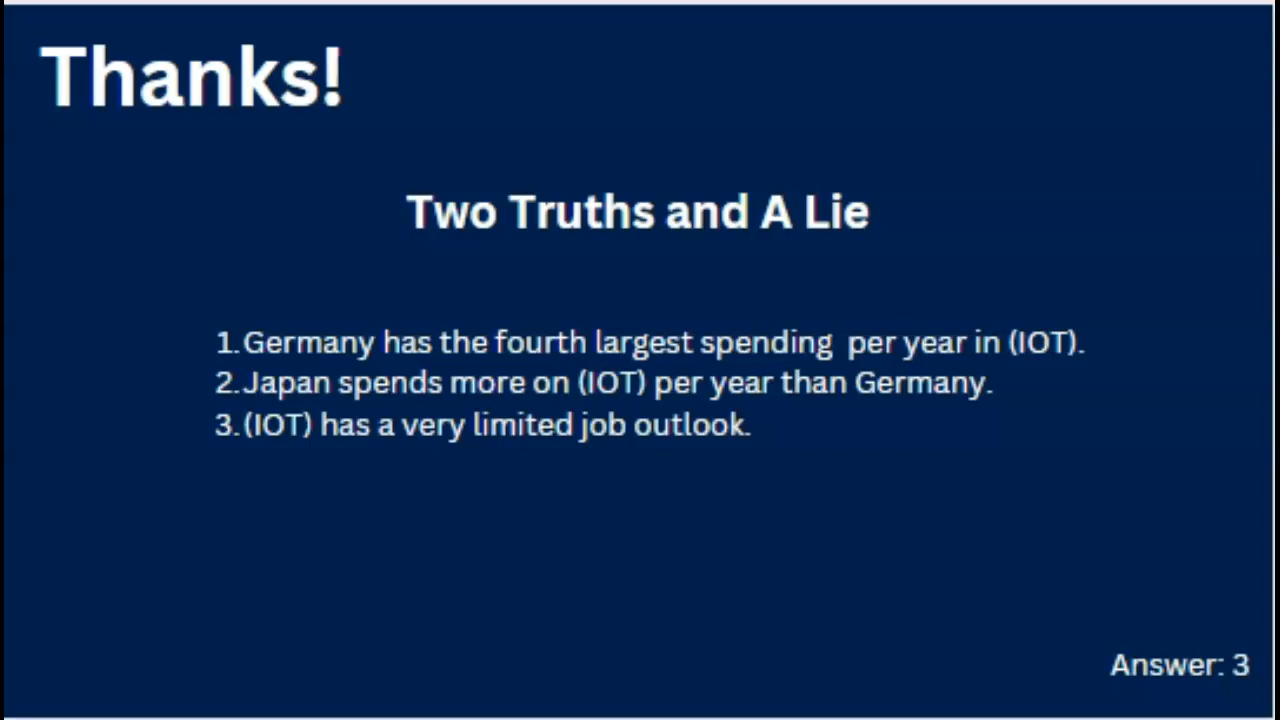 Thanks!
Two Truths and A Lie
1.Germany has the fourth largest spending  per year in (IOT).
2.Japan spends more on (IOT) per year than Germany.
3.(IOT) has a very limited job outlook.
Answer: 3